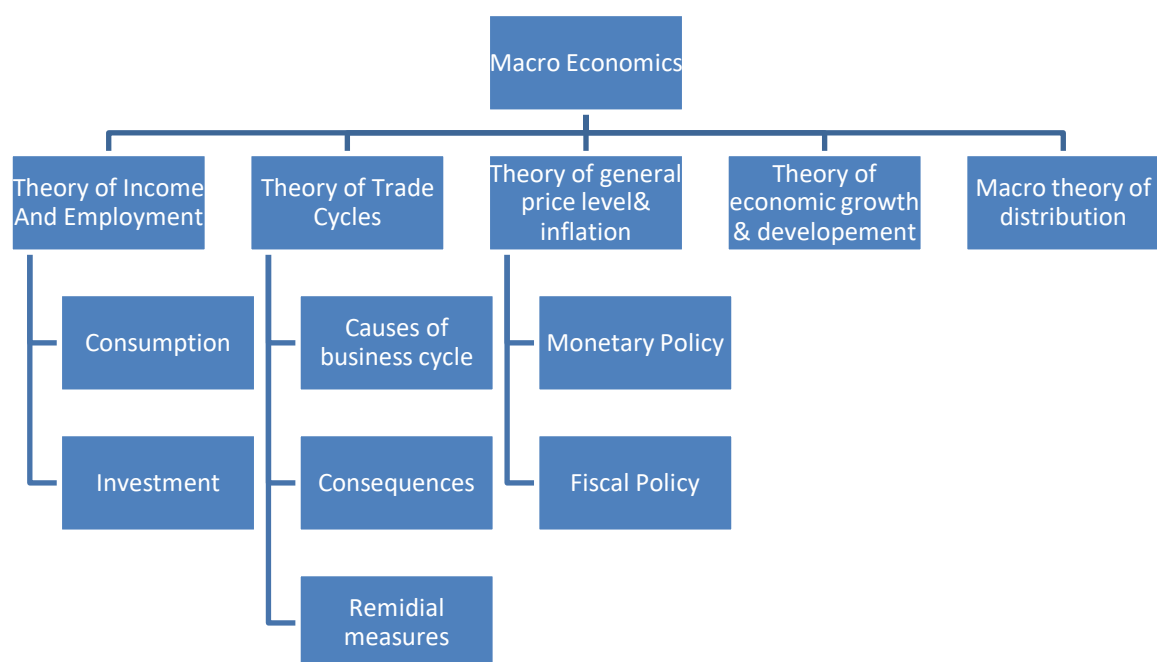 Macro Economics
Theory of Income
And Employment
Theory of Trade
Cycles
Theory of general
price level&
inflation
Theory of
economic growth
& developement
Macro theory of
distribution
Consumption
Investment
Causes of
business cycle
Consequences
Remidial
measures
Monetary Policy
Fiscal Policy